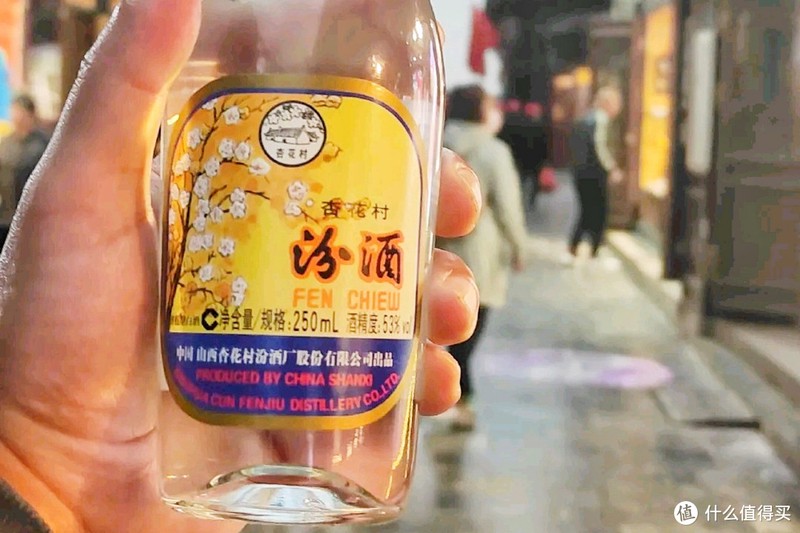 杏花村
杏花村
汾酒
FEN CHIEW
净含量/规格:250mL 酒精度:53%vol
中国 山西杏花村汾酒厂股份有限公司出品
PRODUCED BY CHINA SHANXI
CUN FENJIU DISTILLERY CO.,LTD.
值 什么值得买